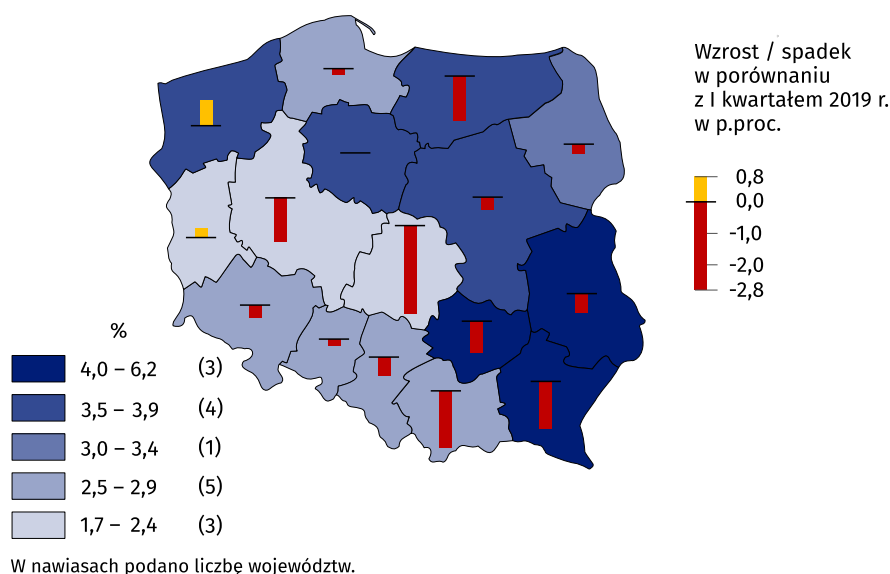 Wzrost / spadek
w porównaniu
z I kwartałem 2019 r.
w p.proc.
0,8
0,0
-1,0
-2,0
-2,8
%
4,0 – 6,2 (3)
3,5 – 3,9 (4)
3,0 – 3,4 (1)
2,5 – 2,9 (5)
1,7 – 2,4 (3)
W nawiasach podano liczbę województw.